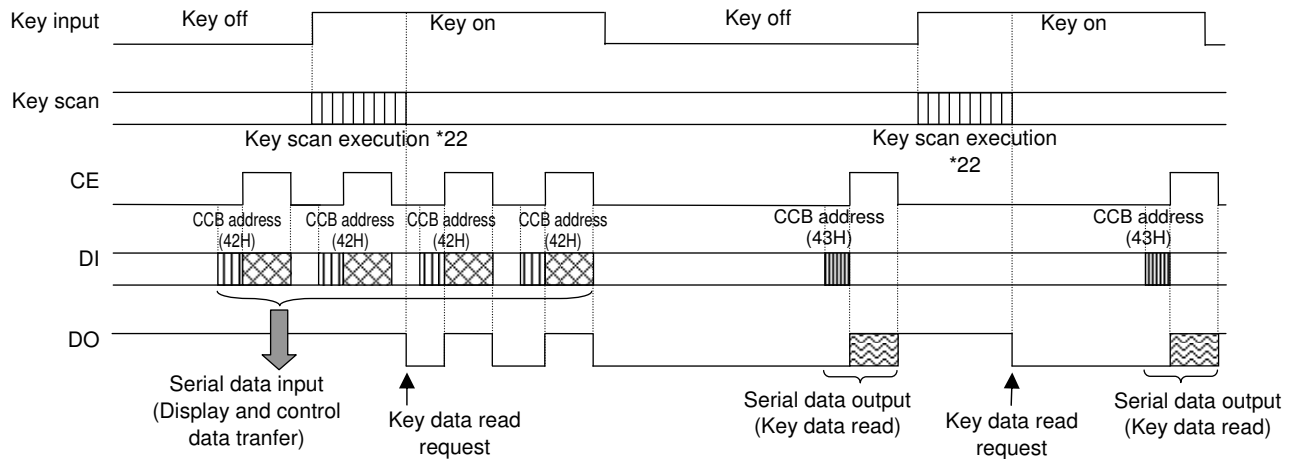 Key input
Key off
Key on
Key off
Key on
Key scan
Key scan execution *22
Key scan execution
*22
CE
CCB address
(42H)
CCB address
(42H)
CCB address
(42H)
CCB address
(42H)
CCB address
(43H)
CCB address
(43H)
DI
DO
Serial data input
(Display and control
data tranfer)
Key data read
request
Serial data output
(Key data read)
Key data read
request
Serial data output
(Key data read)